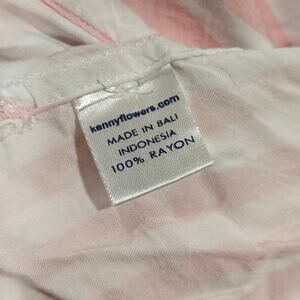 kennyflowers.com
MADE IN BALI
INDONESIA
100% RAYON